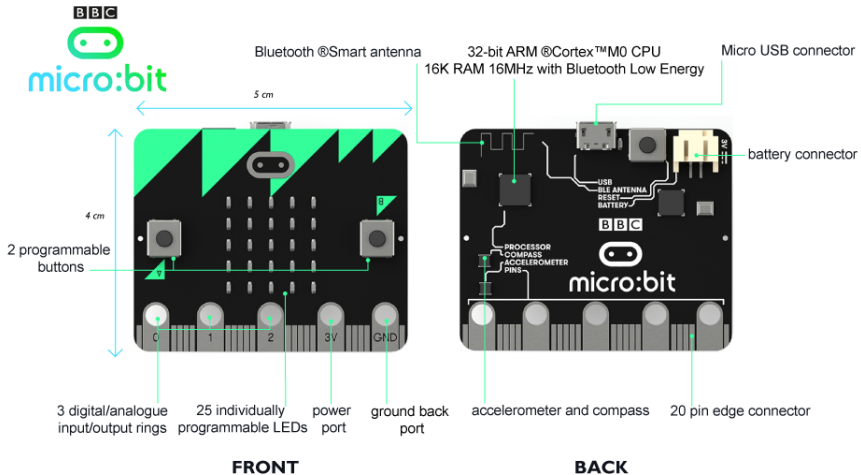 BBC
micro:bit
Bluetooth ®Smart antenna
32-bit ARM ®Cortex™M0 CPU
16K RAM 16MHz with Bluetooth Low Energy
Micro USB connector
5 cm
4 cm
battery connector
2 programmable
buttons
A
B
0
1
2
3V
GND
3V
USB
BLE ANTENNA
RESET
BATTERY
BBC
micro:bit
PROCESSOR
COMPASS
ACCELEROMETER
PINS
3 digital/analogue
input/output rings
25 individually
programmable LEDs
power
port
ground back
port
accelerometer and compass
20 pin edge connector
FRONT
BACK